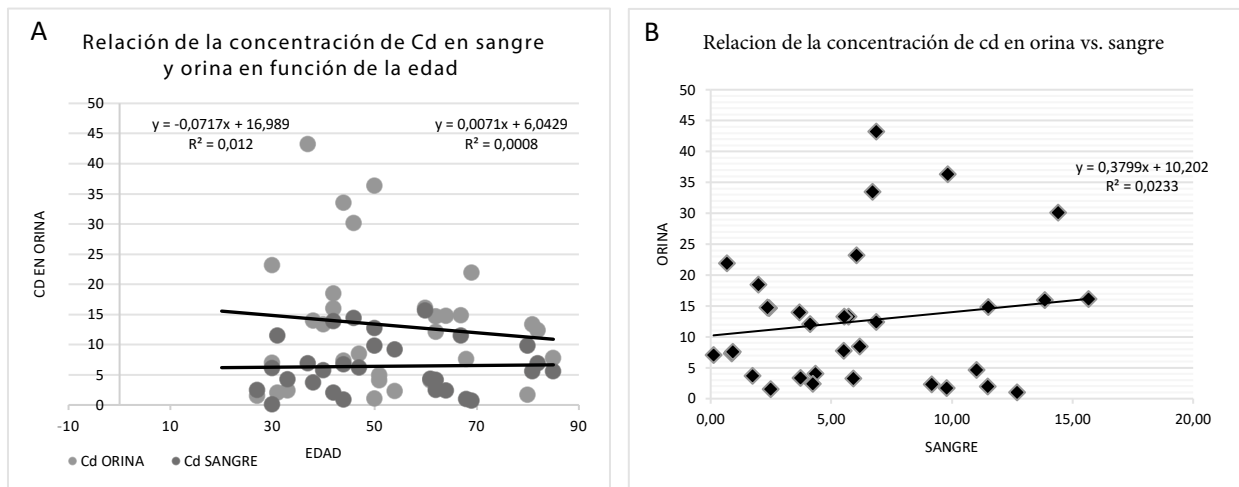 A
Relación de la concentración de Cd en sangre
y orina en función de la edad
50
45
40
35
30
25
20
15
10
5
0
y = -0,0717x + 16,989
R² = 0,012
y = 0,0071x + 6,0429
R² = 0,0008
CD EN ORINA
-10 10 30 50 70 90
EDAD
Cd ORINA Cd SANGRE
B
Relacion de la concentración de cd en orina vs. sangre
50
45
40
35
30
25
20
15
10
5
0
y = 0,3799x + 10,202
R² = 0,0233
ORINA
0,00 5,00 10,00 15,00 20,00
SANGRE